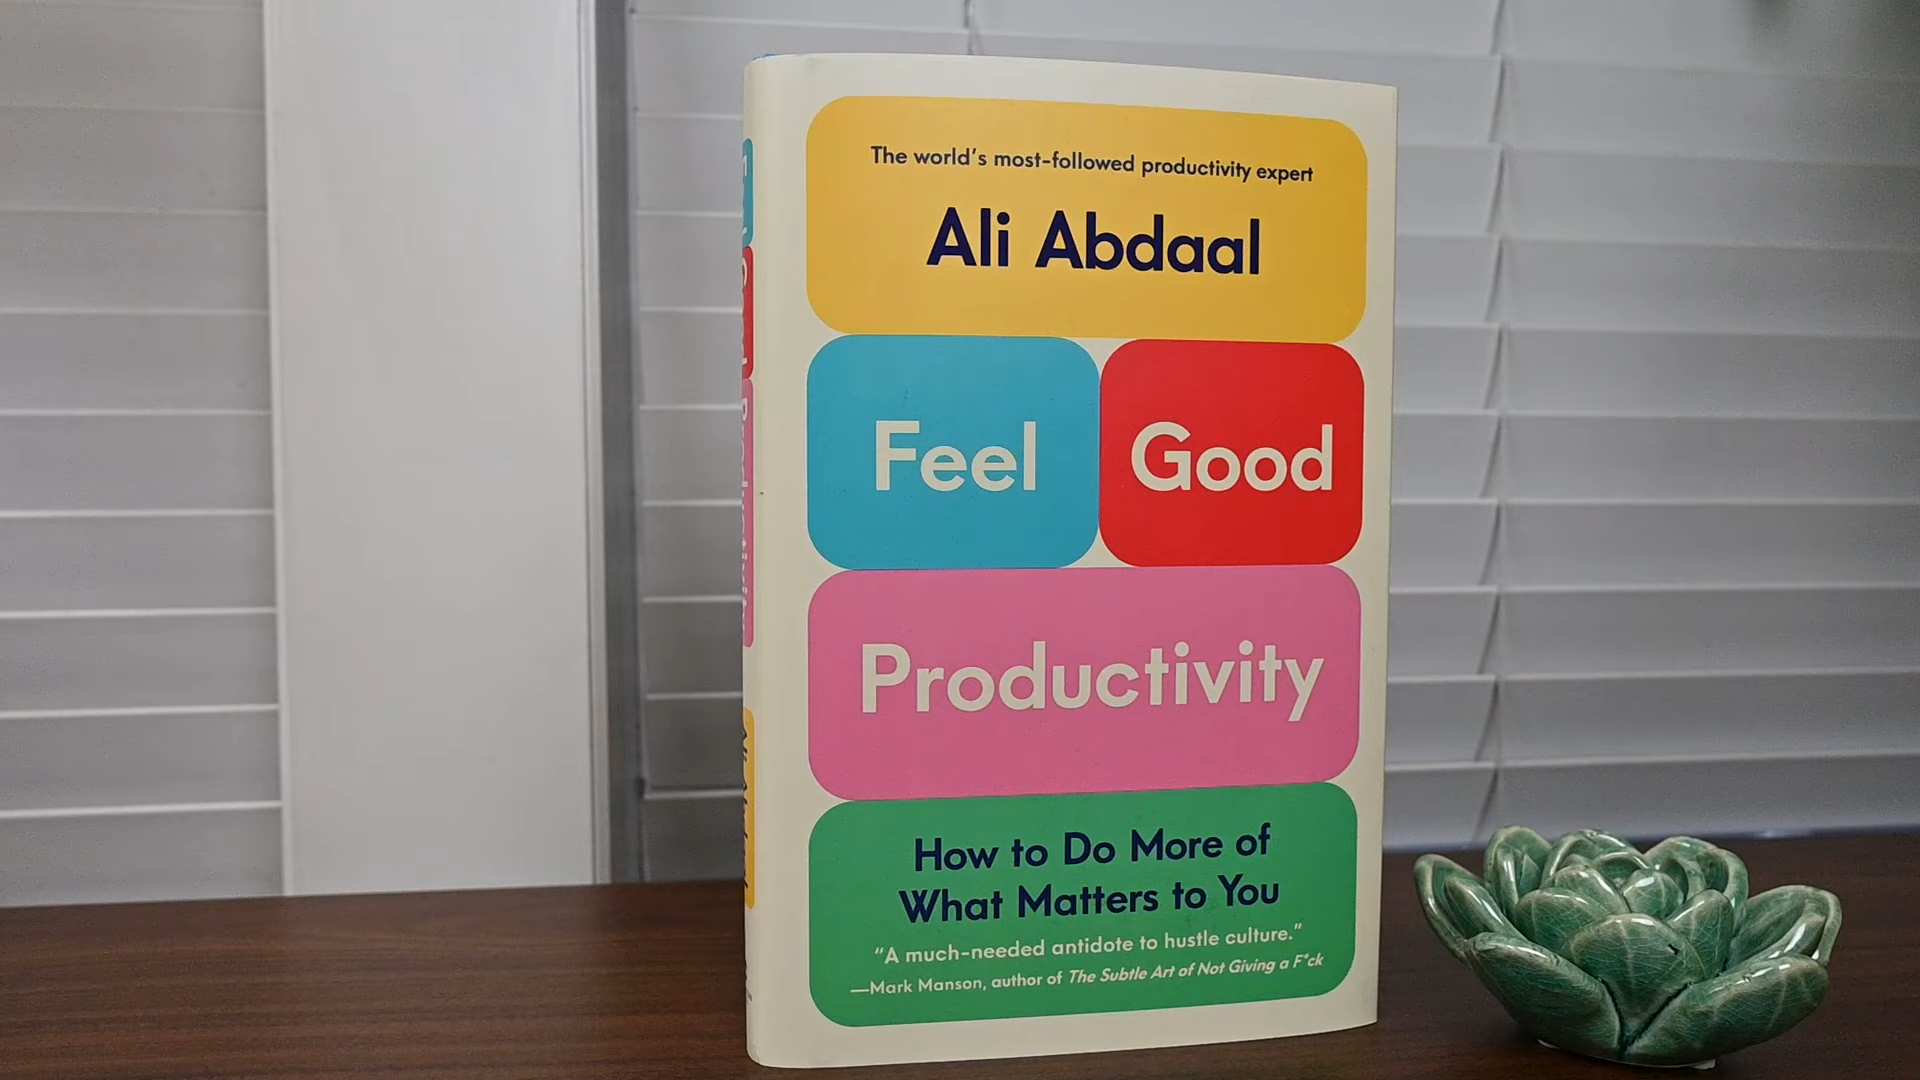 The world's most-followed productivity expert
Ali Abdaal
Feel Good
Productivity
How to Do More of
What Matters to You
"A much-needed antidote to hustle culture."
—Mark Manson, author of The Subtle Art of Not Giving a F*ck